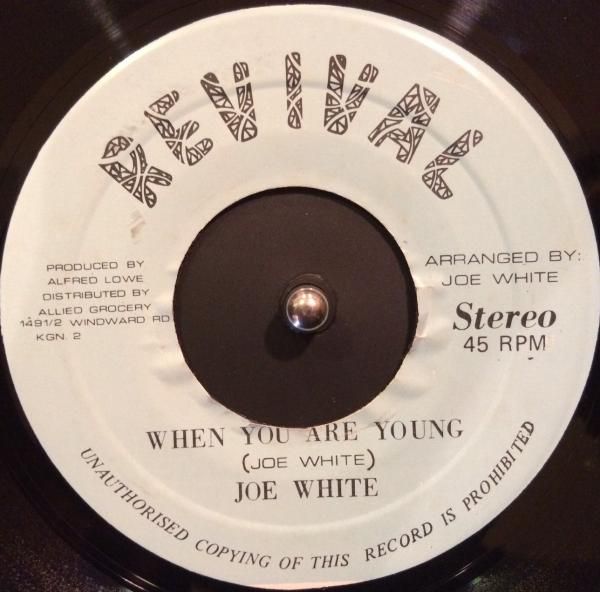 REVIVAL
PRODUCED BY
ALFRED LOWE
DISTRIBUTED BY
ALLIED GROCERY
1491/2 WINDWARD RD.
KGN. 2
ARRANGED BY:
JOE WHITE
Stereo
45 RPM
WHEN YOU ARE YOUNG
(JOE WHITE)
JOE WHITE
UNAUTHORISED COPYING OF THIS RECORD IS PROHIBITED